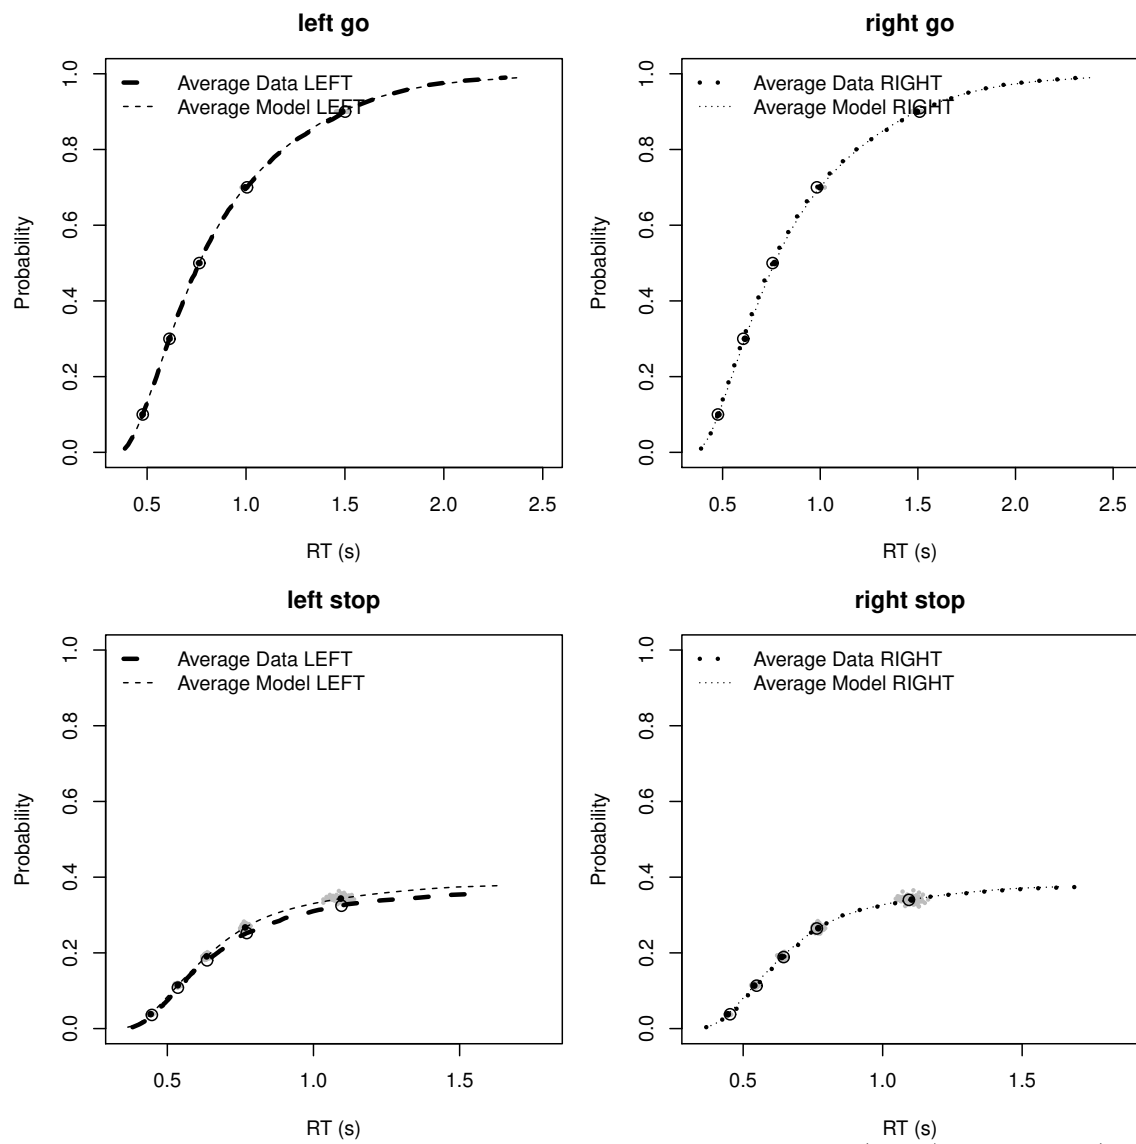 left go
Average Data LEFT
Average Model LEFT
Probability
0.0 0.2 0.4 0.6 0.8 1.0
0.5 1.0 1.5 2.0 2.5
RT (s)
right go
Average Data RIGHT
Average Model RIGHT
Probability
0.0 0.2 0.4 0.6 0.8 1.0
0.5 1.0 1.5 2.0 2.5
RT (s)
left stop
Average Data LEFT
Average Model LEFT
Probability
0.0 0.2 0.4 0.6 0.8 1.0
0.5 1.0 1.5
RT (s)
right stop
Average Data RIGHT
Average Model RIGHT
Probability
0.0 0.2 0.4 0.6 0.8 1.0
0.5 1.0 1.5
RT (s)